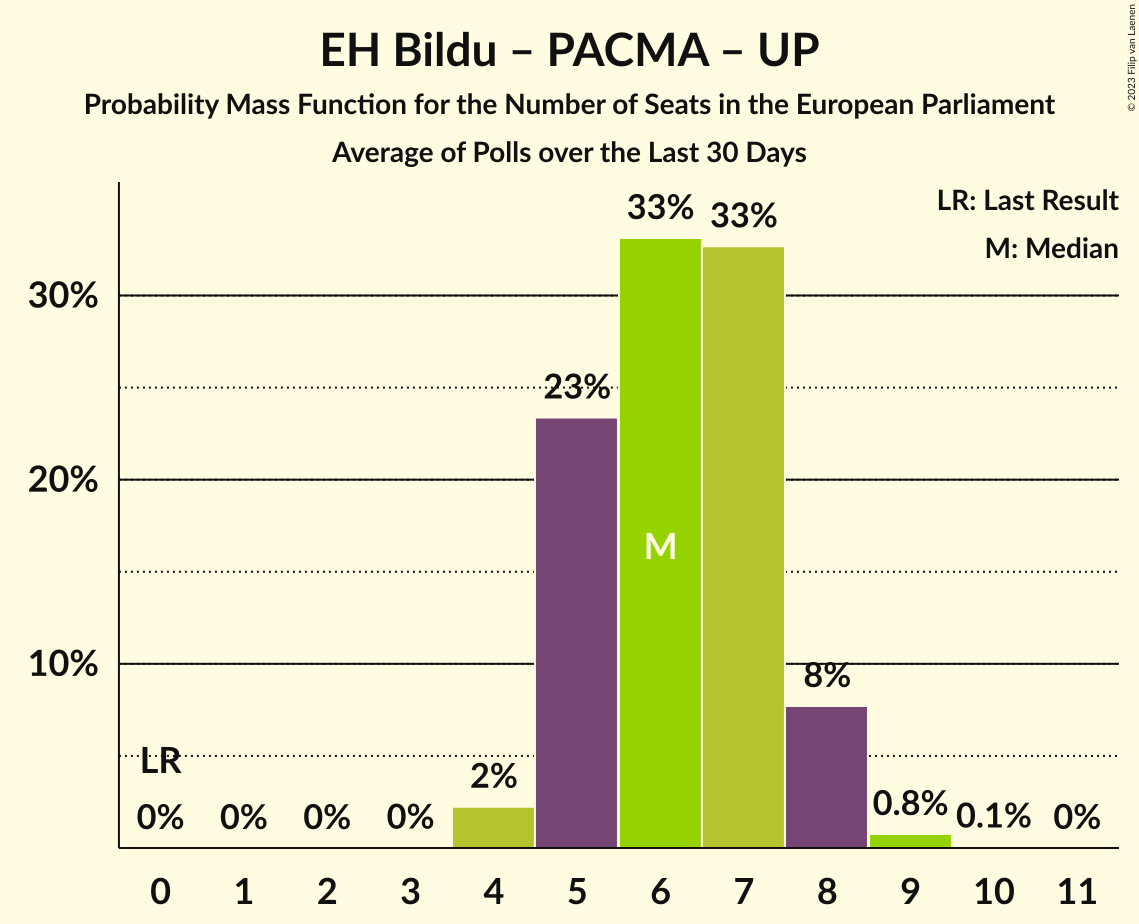 EH Bildu – PACMA – UP
Probability Mass Function for the Number of Seats in the European Parliament
Average of Polls over the Last 30 Days
© 2023 Filip van Laenen
LR: Last Result
M: Median
33%
33%
30%
23%
20%
M
10%
8%
LR
2%
0%
0%
0%
0%
0.8%
0.1%
0%
0 1 2 3 4 5 6 7 8 9 10 11